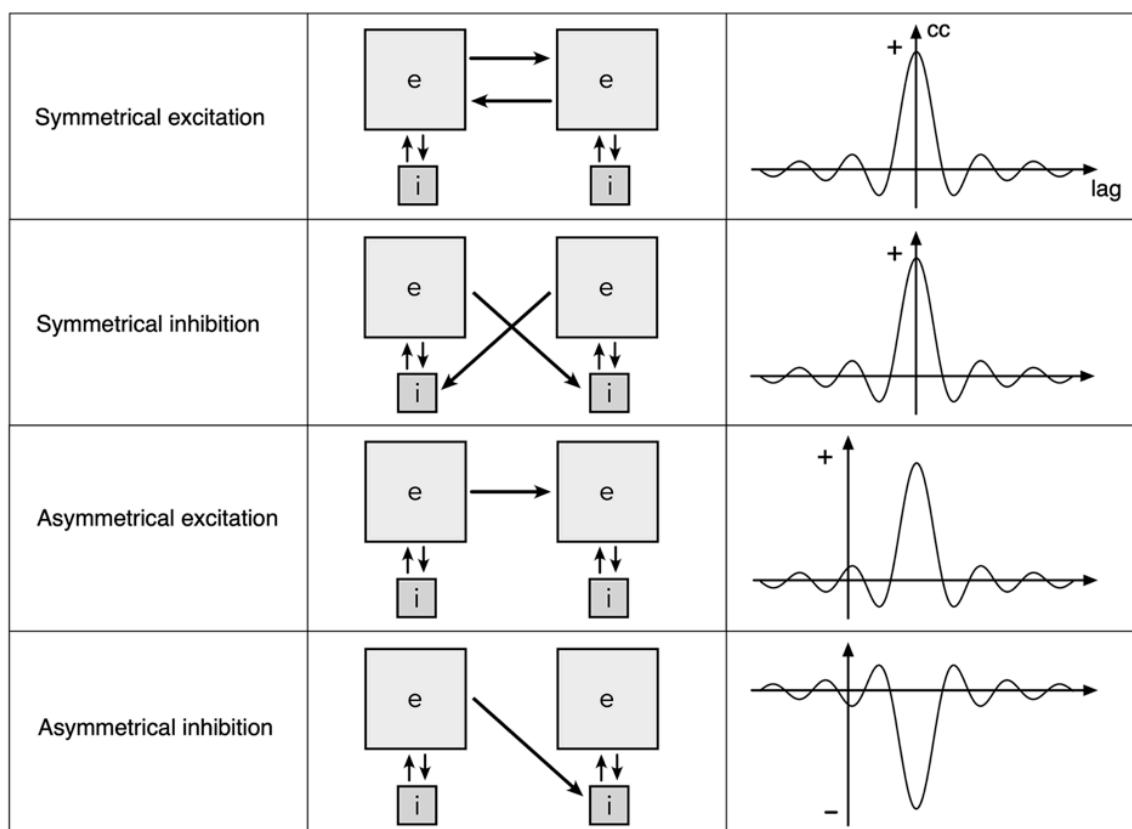 Symmetrical excitation
e
e
i
i
+
cc
lag
Symmetrical inhibition
e
e
i
i
+
Asymmetrical excitation
e
e
i
i
+
Asymmetrical inhibition
e
e
i
i
−